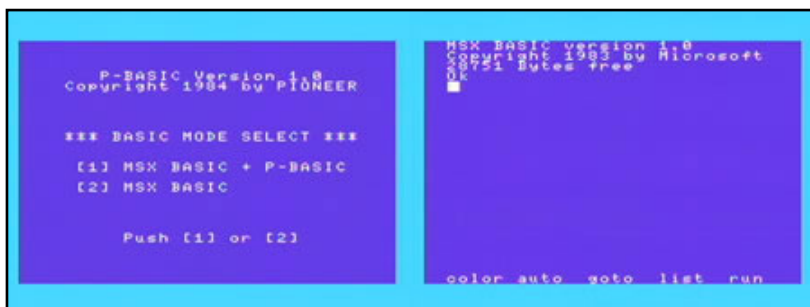 P-BASIC Version 1.0
Copyright 1984 by PIONEER
*** BASIC MODE SELECT ***
[1] MSX BASIC + P-BASIC
[2] MSX BASIC
Push [1] or [2]
MSX BASIC version 1.0
Copyright 1983 by Microsoft
28751 Bytes free
Ok
color auto goto list run